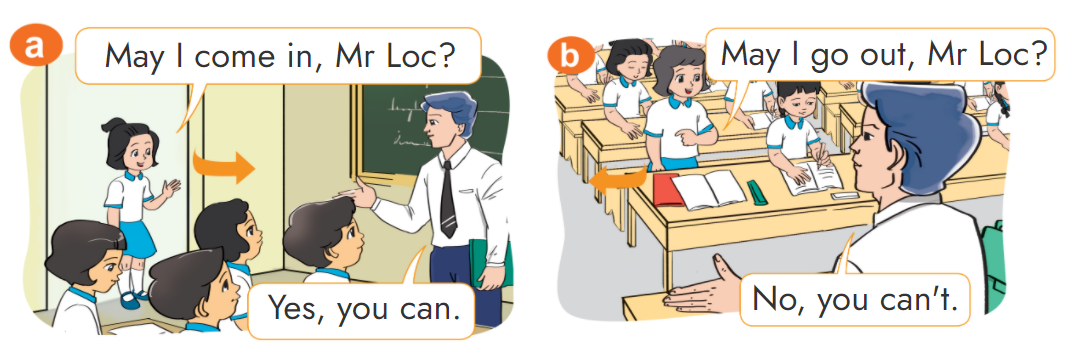 a
May I come in, Mr Loc?
Yes, you can.
b
May I go out, Mr Loc?
No, you can't.